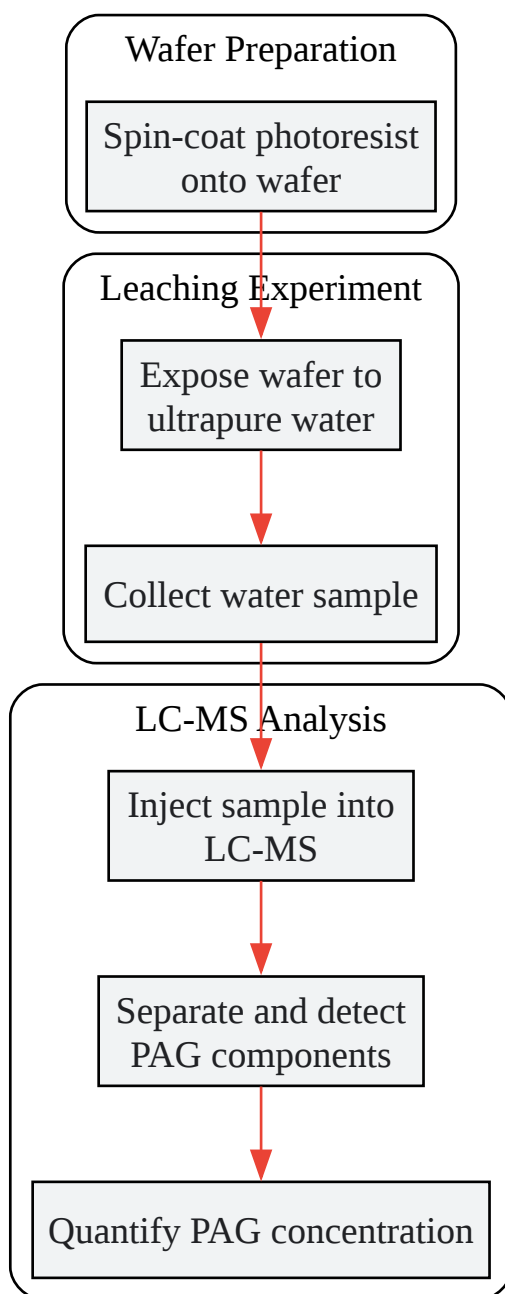 Wafer Preparation
Spin-coat photoresist
onto wafer
Leaching Experiment
Expose wafer to
ultrapure water
Collect water sample
LC-MS Analysis
Inject sample into
LC-MS
Separate and detect
PAG components
Quantify PAG concentration